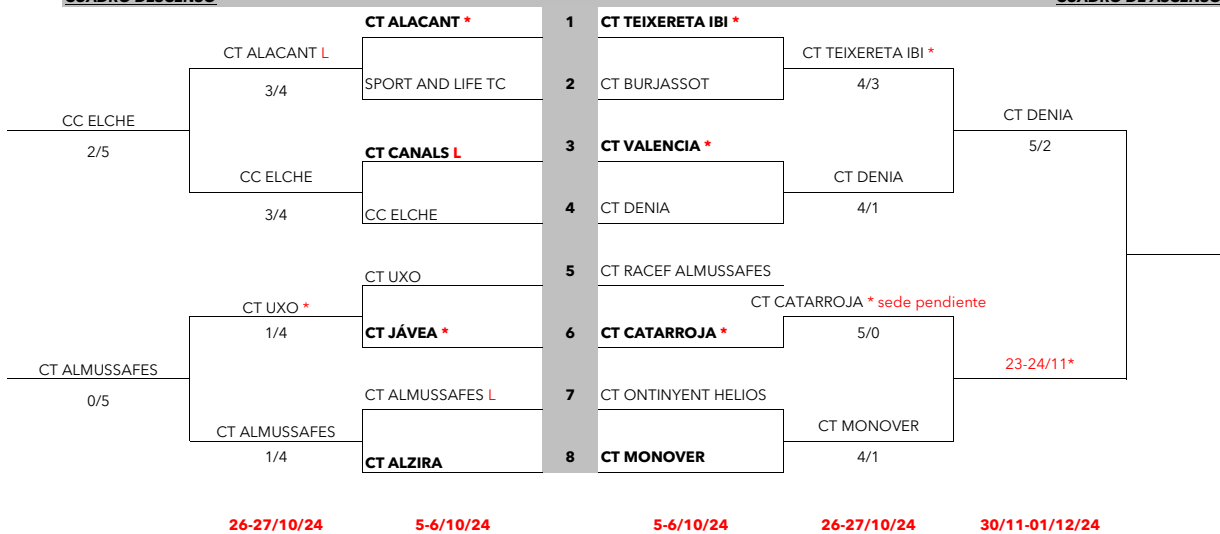 CUADRO DESCENSO CUADRO DE ASCENSO
CT ALACANT * 1 CT TEIXERETA IBI *
CT ALACANT L CT TEIXERETA IBI *
3/4 SPORT AND LIFE TC 2 CT BURJASSOT 4/3
CC ELCHE CT DENIA
2/5 CT CANALS L 3 CT VALENCIA * 5/2
CC ELCHE CT DENIA
3/4 CC ELCHE 4 CT DENIA 4/1
CT UXO 5 CT RACEF ALMUSSAFES
CT UXO * CT CATARROJA * sede pendiente
1/4 CT JÁVEA * 6 CT CATARROJA * 5/0
CT ALMUSSAFES 23-24/11*
0/5 CT ALMUSSAFES L 7 CT ONTINYENT HELIOS
CT ALMUSSAFES CT MONOVER
1/4 CT ALZIRA 8 CT MONOVER 4/1
26-27/10/24 5-6/10/24 5-6/10/24 26-27/10/24 30/11-01/12/24